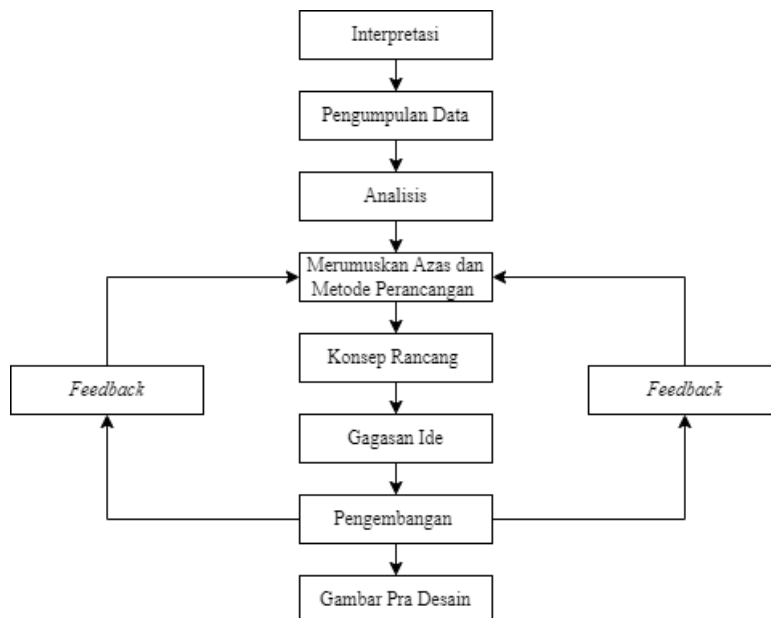 Interpretasi
Pengumpulan Data
Analisis
Merumuskan Azas dan
Metode Perancangan
Konsep Rancang
Feedback
Feedback
Gagasan Ide
Pengembangan
Gambar Pra Desain